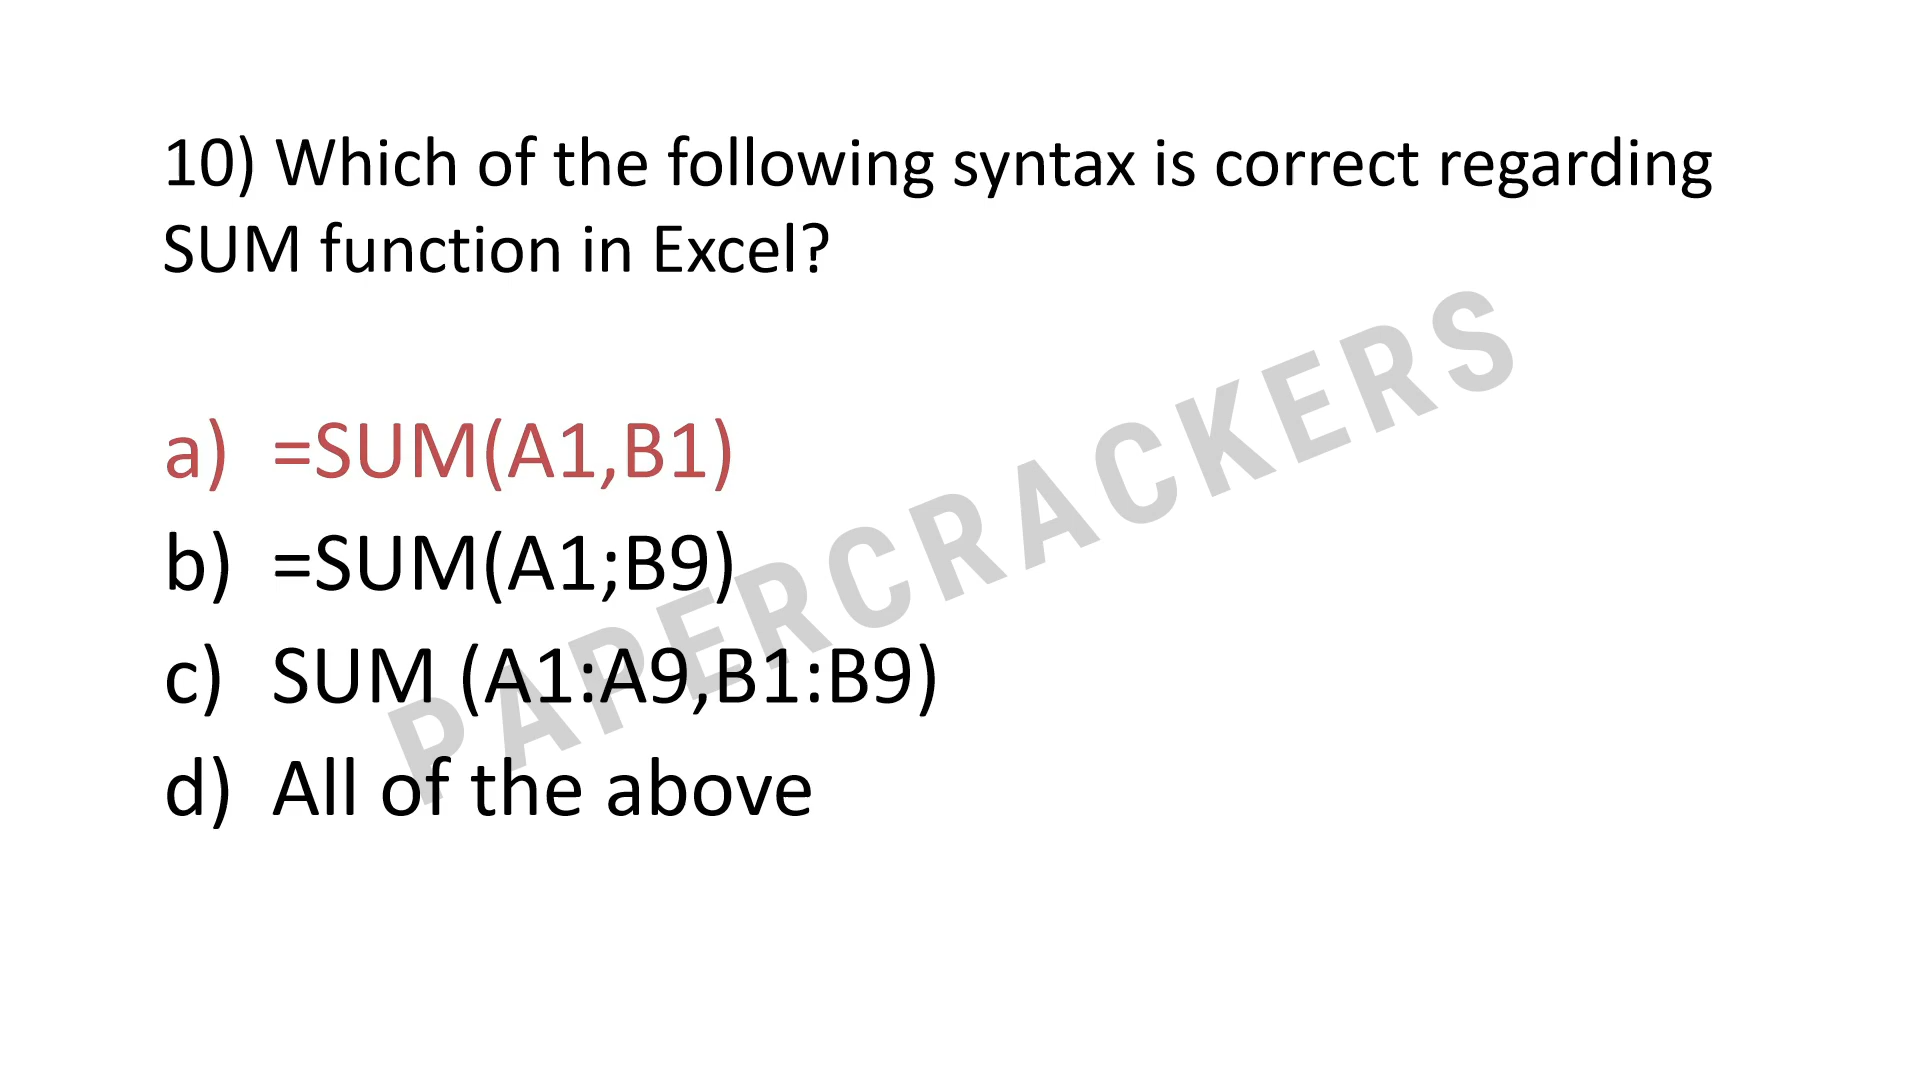 10) Which of the following syntax is correct regarding
SUM function in Excel?
a) =SUM(A1,B1)
b) =SUM(A1;B9)
c) SUM (A1:A9,B1:B9)
d) All of the above
PAPERCRACKERS